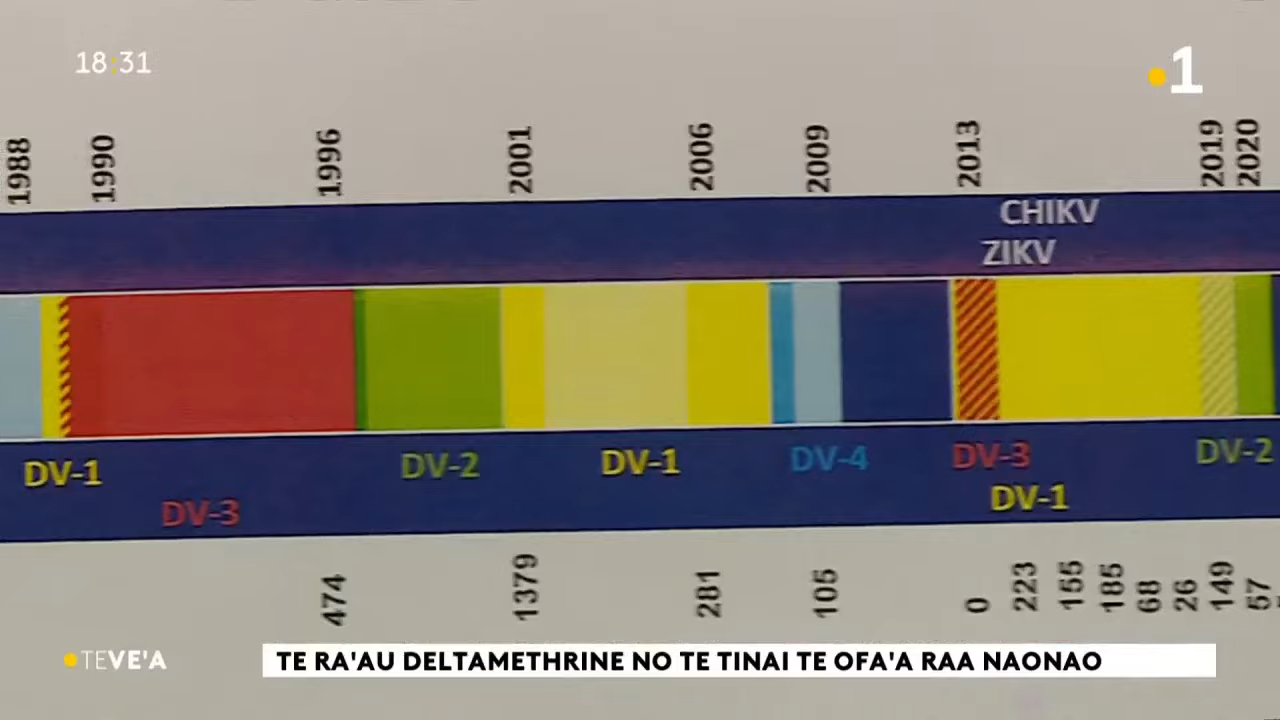 18:31
1
1988
1990
1996
2001
2006
2009
2013
2019
2020
CHIKV
ZIKV
DV-1
DV-3
DV-2
DV-1
DV-4
DV-3
DV-1
DV-2
474
1379
281
105
0
223
155
185
68
26
149
57
TEVE'A
TE RA'AU DELTAMETHRINE NO TE TINAI TE OFA'A RAA NAONAO